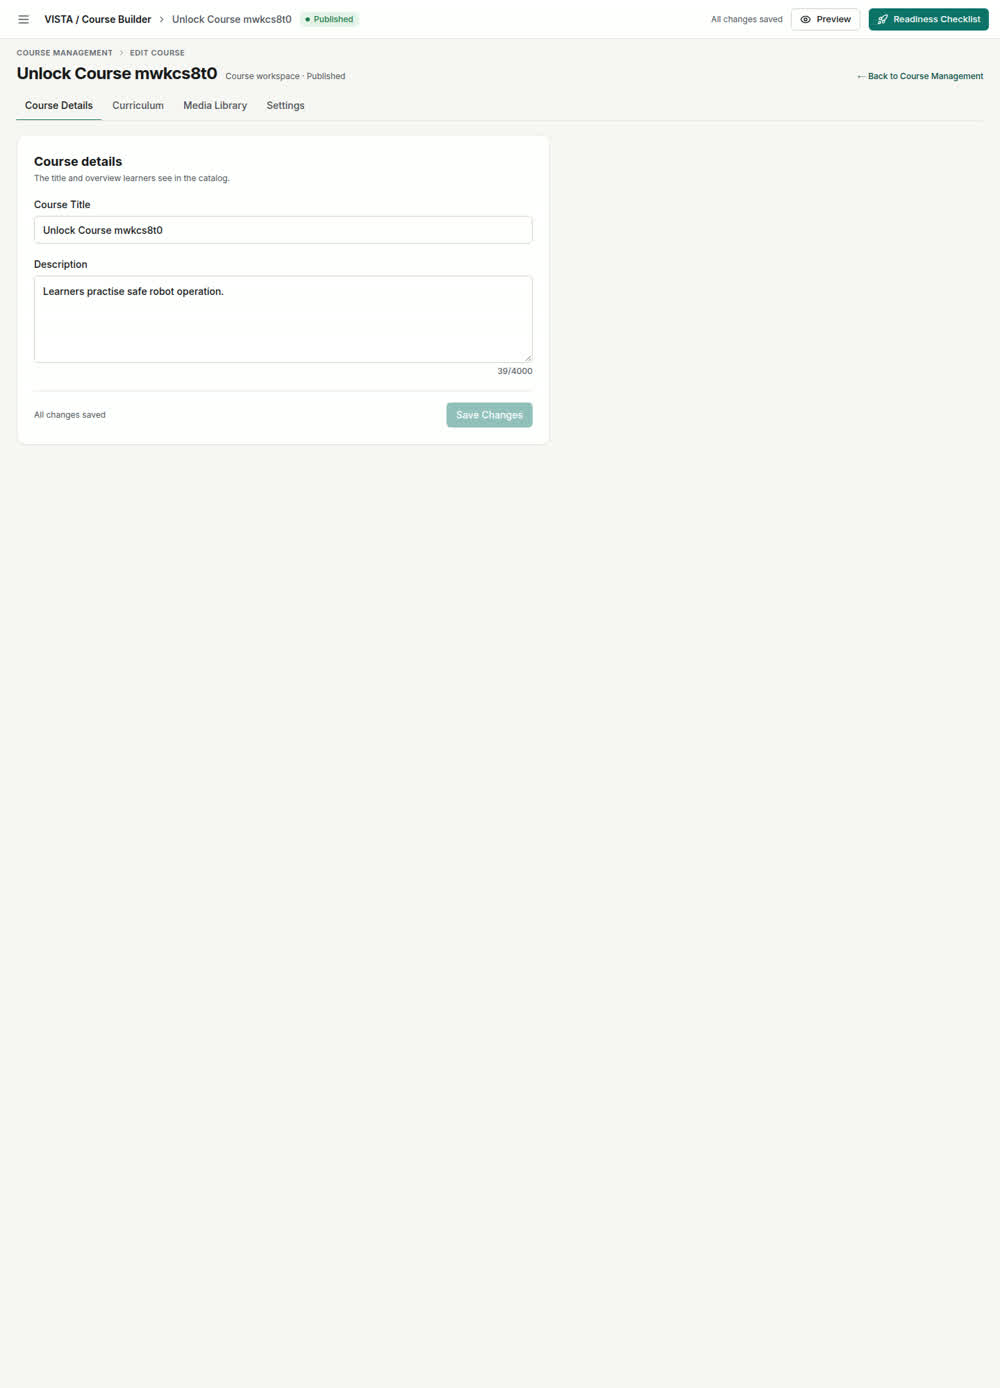 VISTA / Course Builder > Unlock Course mwkcs8t0 Published All changes saved Preview Readiness Checklist
COURSE MANAGEMENT > EDIT COURSE
Unlock Course mwkcs8t0 Course workspace · Published ← Back to Course Management
Course Details Curriculum Media Library Settings
Course details
The title and overview learners see in the catalog.
Course Title
Unlock Course mwkcs8t0
Description
Learners practise safe robot operation.
39/4000
All changes saved Save Changes